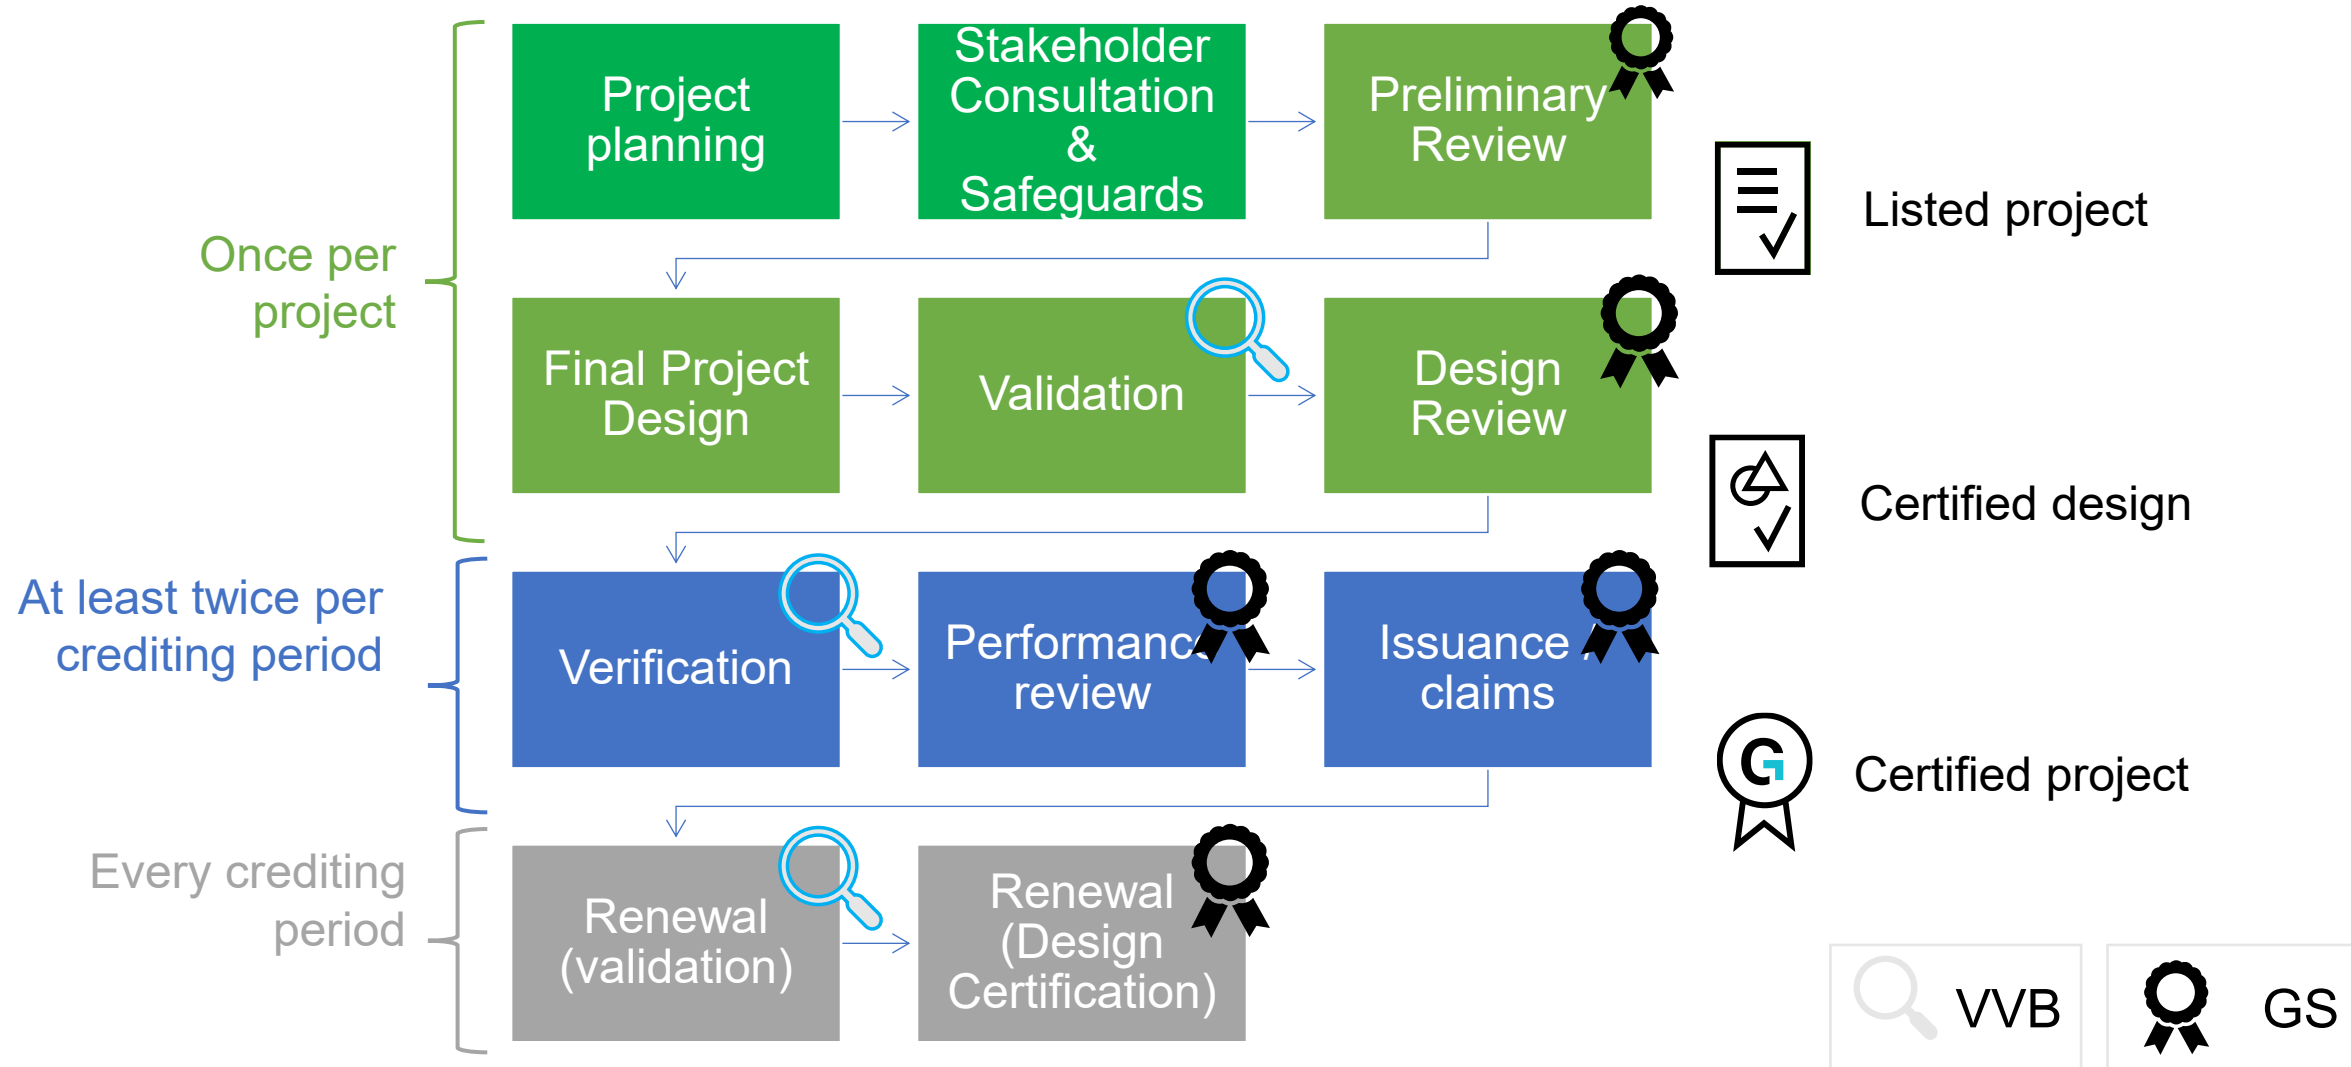 Project
planning
Stakeholder
Consultation
&
Safeguards
Preliminary
Review
Listed project
Once per
project
Final Project
Design
Validation
Design
Review
Certified design
At least twice per
crediting period
Verification
Performance
review
Issuance /
claims
Certified project
G
Every crediting
period
Renewal
(validation)
Renewal
(Design
Certification)
VVB
GS